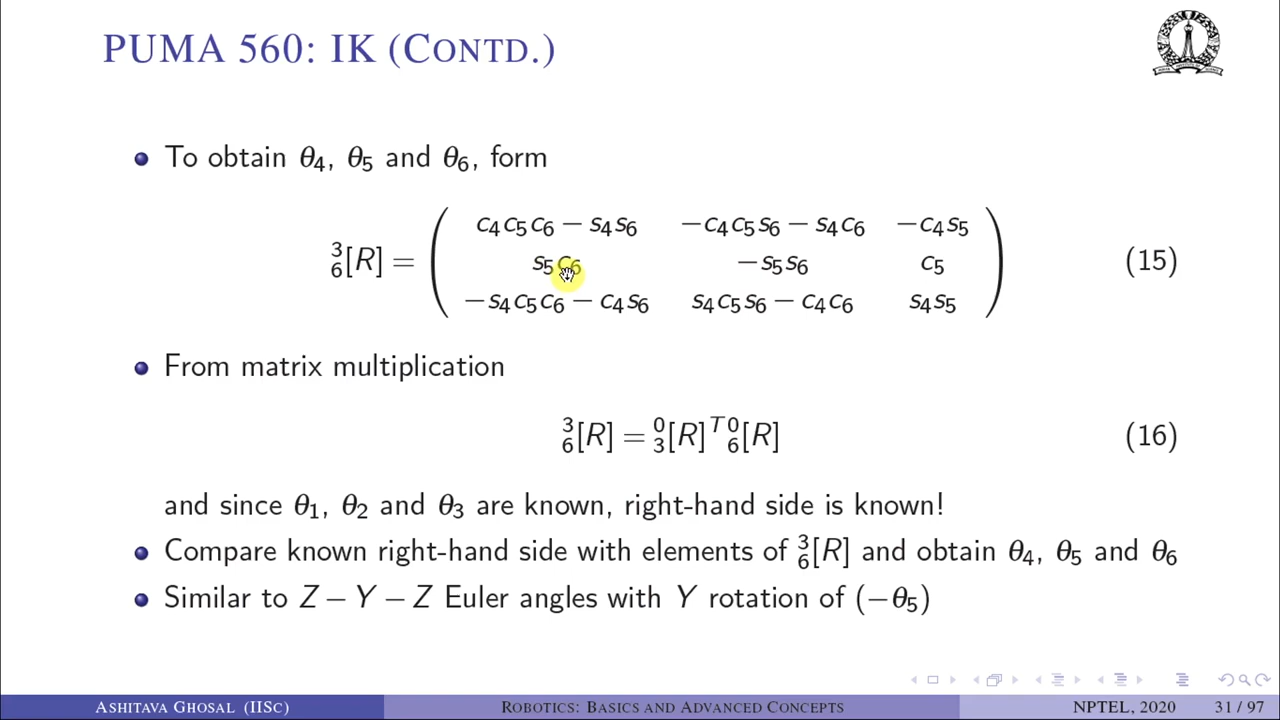 PUMA 560: IK (CONTD.)
To obtain θ₄, θ₅ and θ₆, form
³₆[R] = ( c₄c₅c₆ − s₄s₆  −c₄c₅s₆ − s₄c₆  −c₄s₅
s₅c₆  −s₅s₆  c₅
−s₄c₅c₆ − c₄s₆  s₄c₅s₆ − c₄c₆  s₄s₅ ) (15)
From matrix multiplication
³₆[R] = ⁰₃[R]ᵀ⁰₆[R] (16)
and since θ₁, θ₂ and θ₃ are known, right-hand side is known!
Compare known right-hand side with elements of ³₆[R] and obtain θ₄, θ₅ and θ₆
Similar to Z − Y − Z Euler angles with Y rotation of (−θ₅)
ASHITAVA GHOSAL (IISC) ROBOTICS: BASICS AND ADVANCED CONCEPTS NPTEL, 2020 31 / 97